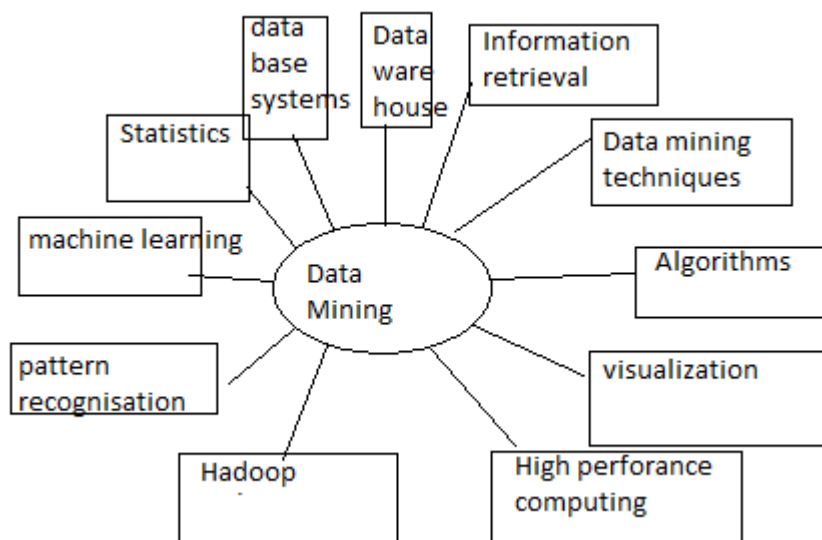 data
base
systems
Data
ware
house
Information
retrieval
Statistics
Data mining
techniques
machine learning
Data
Mining
Algorithms
pattern
recognisation
visualization
Hadoop
High perforance
computing